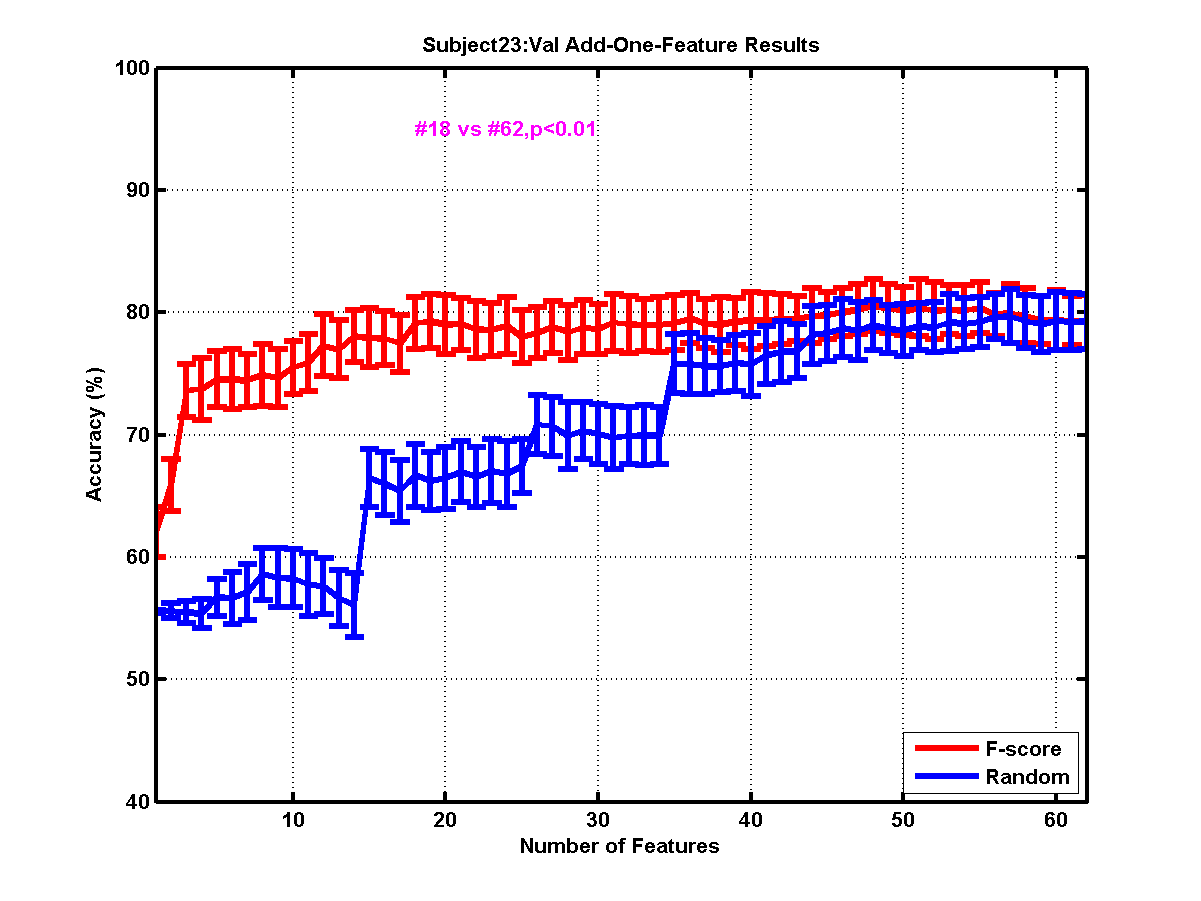 Subject23:Val Add-One-Feature Results
#18 vs #62,p<0.01
100
90
80
70
60
50
40
Accuracy (%)
10 20 30 40 50 60
Number of Features
F-score
Random